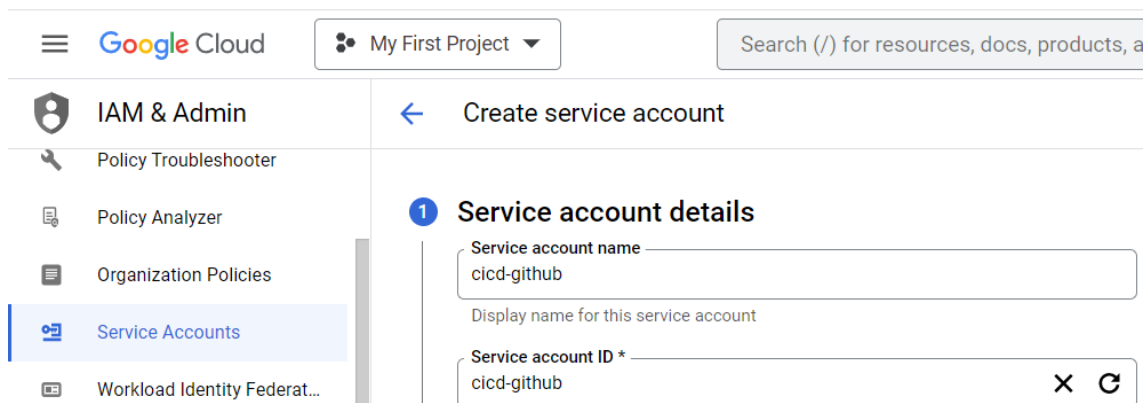 Google Cloud
My First Project
Search (/) for resources, docs, products, a
IAM & Admin
Create service account
Policy Troubleshooter
Policy Analyzer
Organization Policies
Service Accounts
Workload Identity Federat...
1 Service account details
Service account name
cicd-github
Display name for this service account
Service account ID *
cicd-github